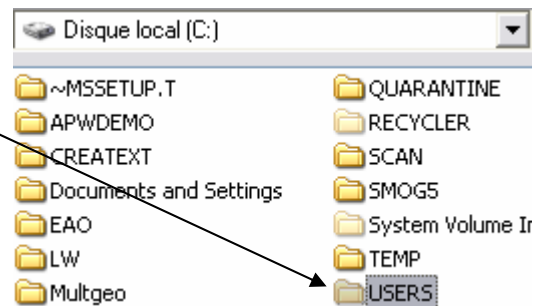 Disque local (C:)
~MSSETUP.T
APWDEMO
CREATEXT
Documents and Settings
EAO
LW
Multgeo
QUARANTINE
RECYCLER
SCAN
SMOG5
System Volume
TEMP
USERS